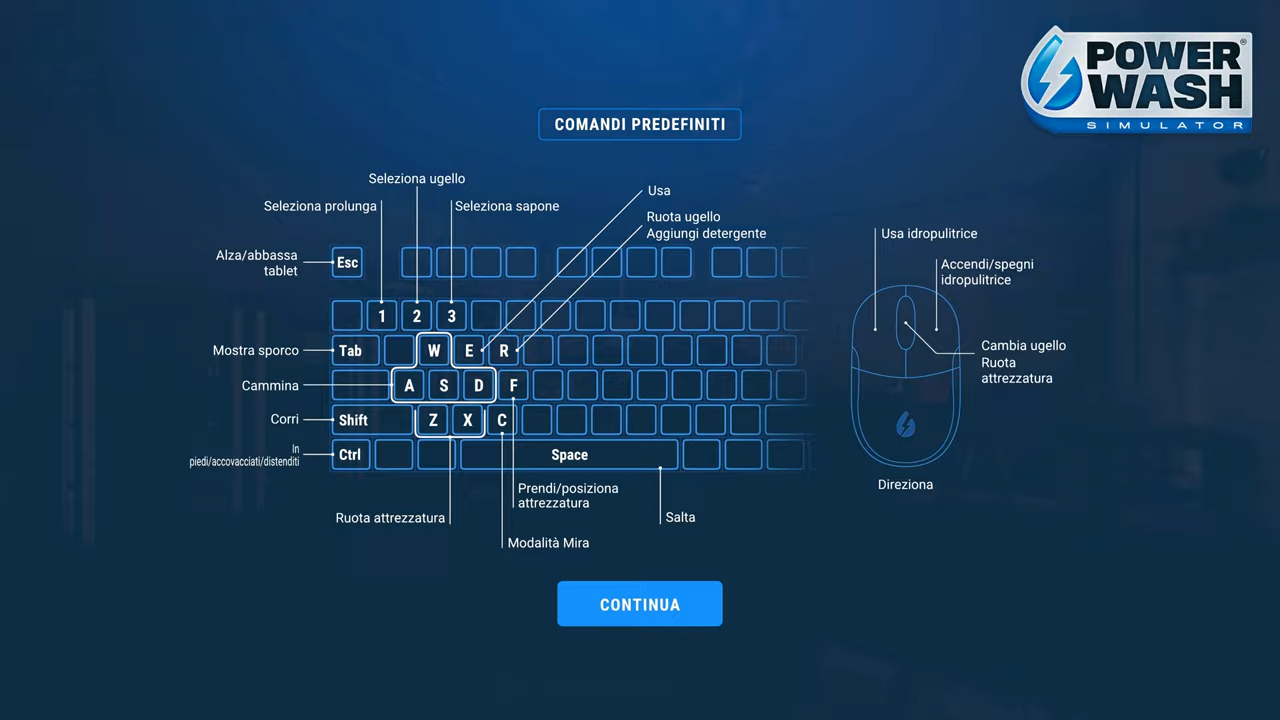 POWER
WASH
SIMULATOR
COMANDI PREDEFINITI
Seleziona ugello
Seleziona prolunga
Seleziona sapone
Usa
Ruota ugello
Aggiungi detergente
Alza/abbassa
tablet
Esc
1 2 3
Mostra sporco
Tab W E R
Cammina
A S D F
Corri
Shift Z X C
In
piedi/accovacciati/distenditi
Ctrl Space
Prendi/posiziona
attrezzatura
Ruota attrezzatura
Salta
Modalità Mira
Usa idropulitrice
Accendi/spegni
idropulitrice
Cambia ugello
Ruota
attrezzatura
Direziona
CONTINUA